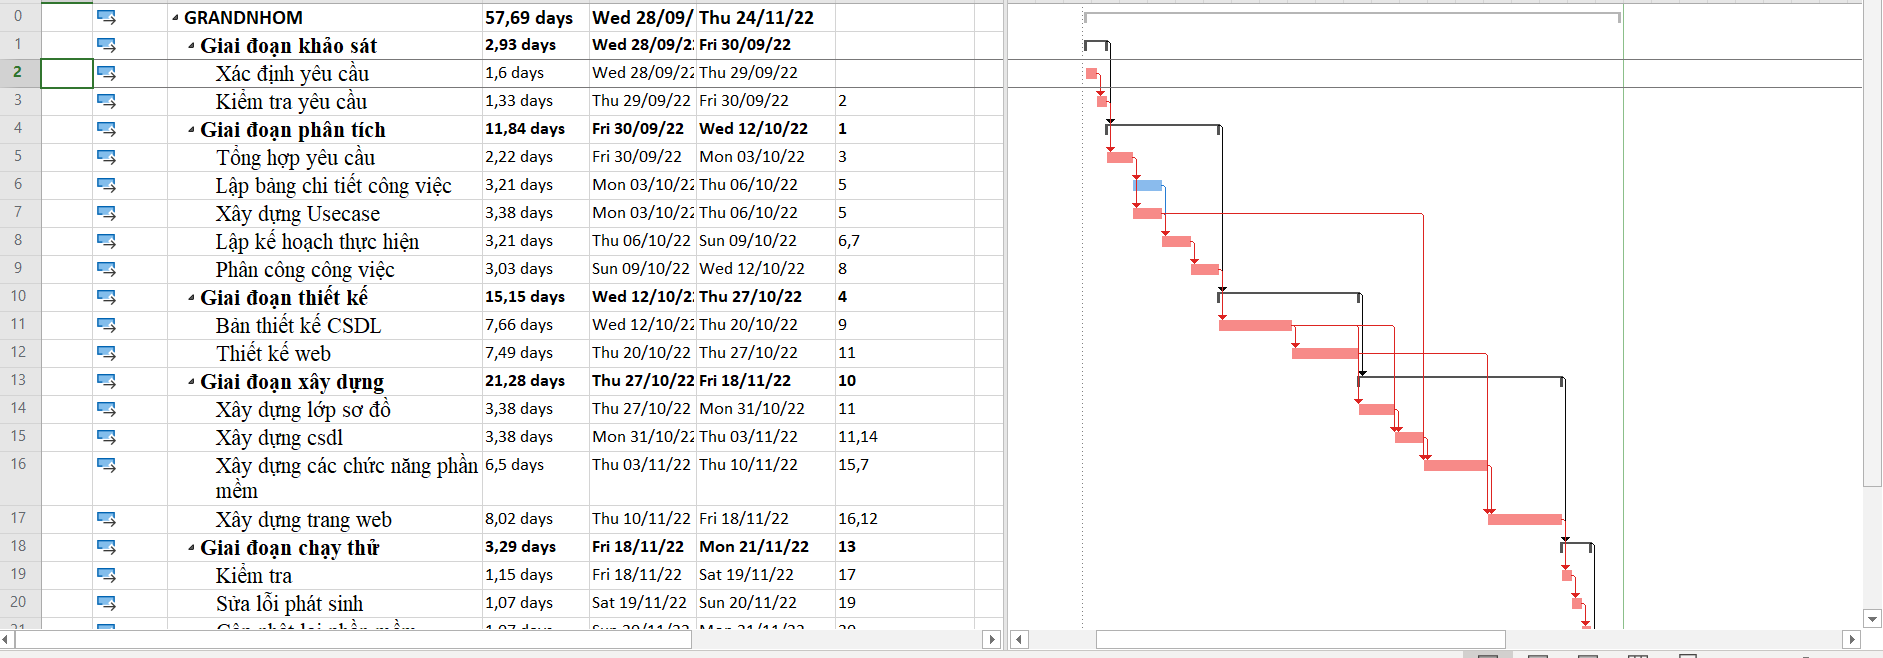 0 GRANDNHOM 57,69 days Wed 28/09/ Thu 24/11/22
1 Giai đoạn khảo sát 2,93 days Wed 28/09/2 Fri 30/09/22
2 Xác định yêu cầu 1,6 days Wed 28/09/22 Thu 29/09/22
3 Kiểm tra yêu cầu 1,33 days Thu 29/09/22 Fri 30/09/22 2
4 Giai đoạn phân tích 11,84 days Fri 30/09/22 Wed 12/10/22 1
5 Tổng hợp yêu cầu 2,22 days Fri 30/09/22 Mon 03/10/22 3
6 Lập bảng chi tiết công việc 3,21 days Mon 03/10/22 Thu 06/10/22 5
7 Xây dựng Usecase 3,38 days Mon 03/10/22 Thu 06/10/22 5
8 Lập kế hoạch thực hiện 3,21 days Thu 06/10/22 Sun 09/10/22 6,7
9 Phân công công việc 3,03 days Sun 09/10/22 Wed 12/10/22 8
10 Giai đoạn thiết kế 15,15 days Wed 12/10/2 Thu 27/10/22 4
11 Bản thiết kế CSDL 7,66 days Wed 12/10/22 Thu 20/10/22 9
12 Thiết kế web 7,49 days Thu 20/10/22 Thu 27/10/22 11
13 Giai đoạn xây dựng 21,28 days Thu 27/10/22 Fri 18/11/22 10
14 Xây dựng lớp sơ đồ 3,38 days Thu 27/10/22 Mon 31/10/22 11
15 Xây dựng csdl 3,38 days Mon 31/10/22 Thu 03/11/22 11,14
16 Xây dựng các chức năng phần 6,5 days Thu 03/11/22 Thu 10/11/22 15,7
mềm
17 Xây dựng trang web 8,02 days Thu 10/11/22 Fri 18/11/22 16,12
18 Giai đoạn chạy thử 3,29 days Fri 18/11/22 Mon 21/11/22 13
19 Kiểm tra 1,15 days Fri 18/11/22 Sat 19/11/22 17
20 Sửa lỗi phát sinh 1,07 days Sat 19/11/22 Sun 20/11/22 19